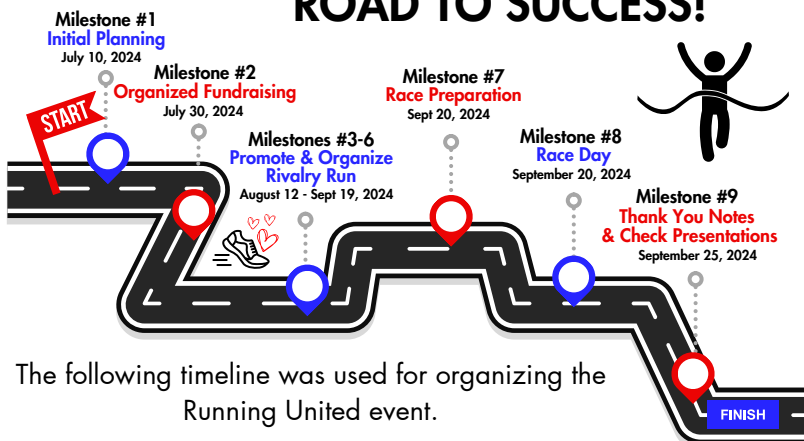 ROAD TO SUCCESS!
Milestone #1
Initial Planning
July 10, 2024
START
Milestone #2
Organized Fundraising
July 30, 2024
Milestones #3-6
Promote & Organize
Rivalry Run
August 12 - Sept 19, 2024
Milestone #7
Race Preparation
Sept 20, 2024
Milestone #8
Race Day
September 20, 2024
Milestone #9
Thank You Notes
& Check Presentations
September 25, 2024
The following timeline was used for organizing the
Running United event.
FINISH